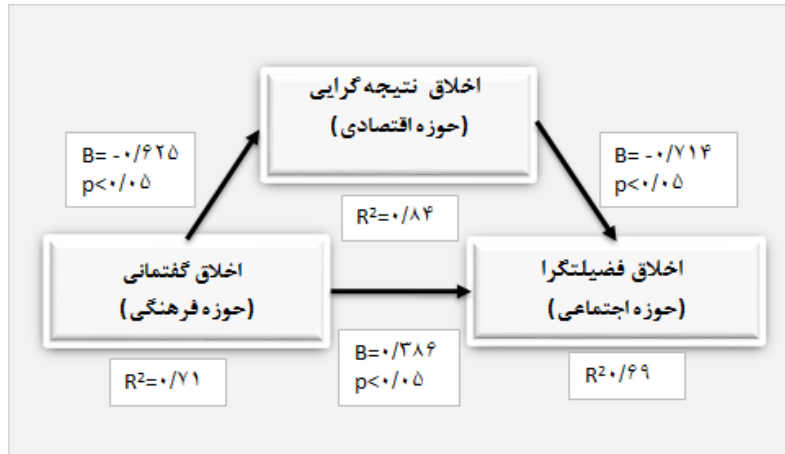 اخلاق نتیجه گرایی
(حوزه اقتصادی)
B= -۰/۶۲۵
p<۰/۰۵
B= -۰/۷۱۴
p<۰/۰۵
R²=۰/۸۴
اخلاق گفتمانی
(حوزه فرهنگی)
اخلاق فضیلتگرا
(حوزه اجتماعی)
B=۰/۳۸۶
p<۰/۰۵
R²=۰/۷۱
R²۰/۶۹